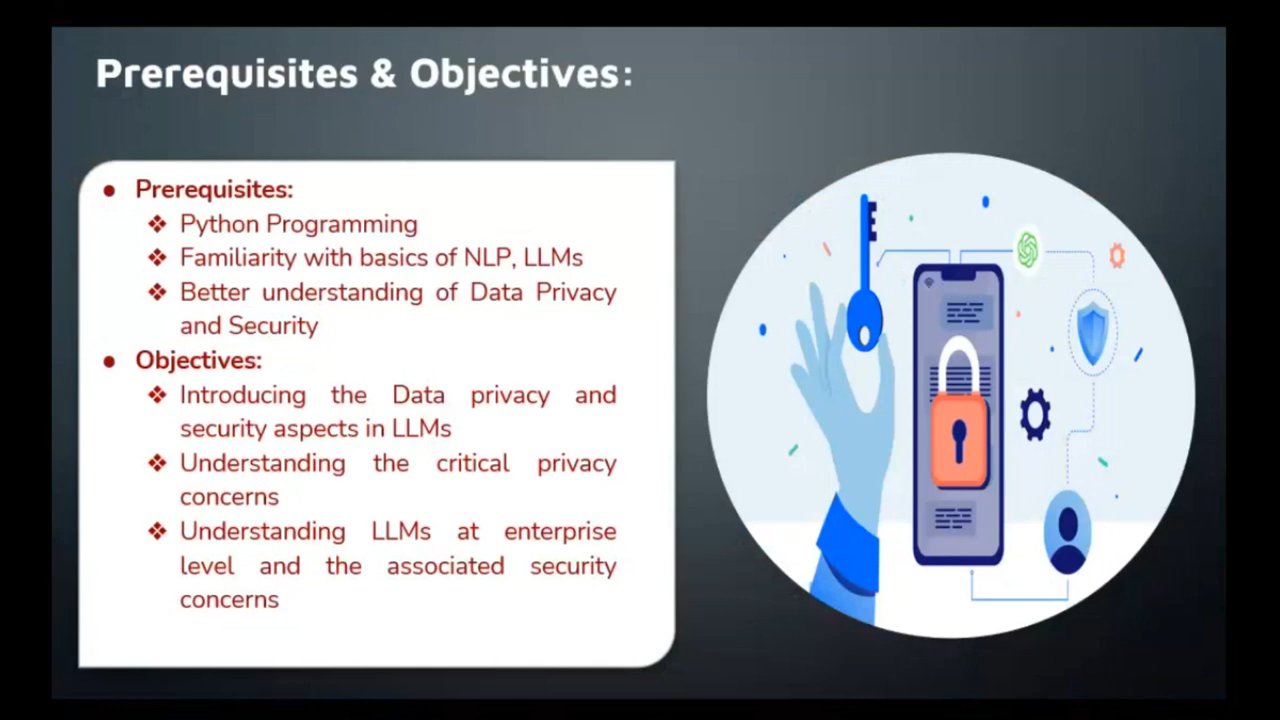 Prerequisites & Objectives:
● Prerequisites:
❖ Python Programming
❖ Familiarity with basics of NLP, LLMs
❖ Better understanding of Data Privacy
and Security
● Objectives:
❖ Introducing the Data privacy and
security aspects in LLMs
❖ Understanding the critical privacy
concerns
❖ Understanding LLMs at enterprise
level and the associated security
concerns